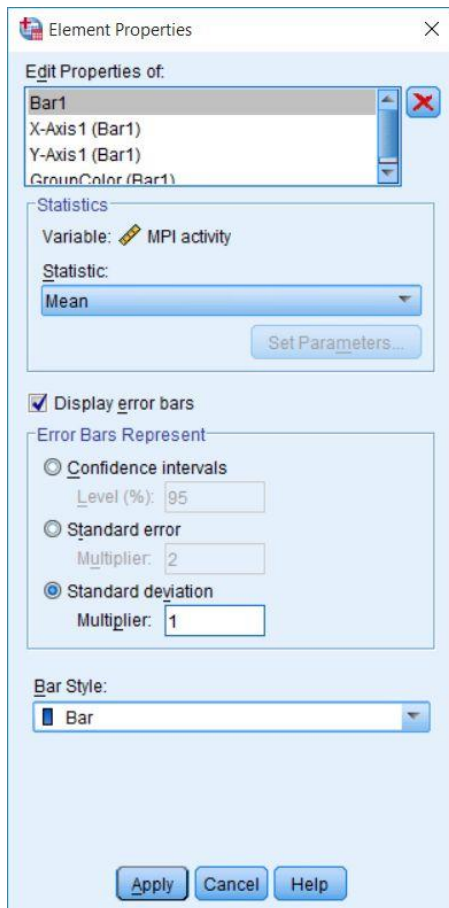 Element Properties
Edit Properties of:
Bar1
X-Axis1 (Bar1)
Y-Axis1 (Bar1)
GroupColor (Bar1)
Statistics
Variable: MPI activity
Statistic:
Mean
Set Parameters...
Display error bars
Error Bars Represent
Confidence intervals
Level (%): 95
Standard error
Multiplier: 2
Standard deviation
Multiplier: 1
Bar Style:
Bar
Apply Cancel Help